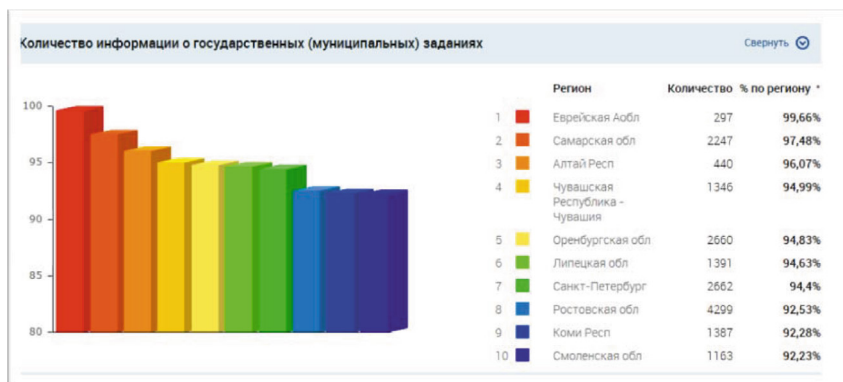 Количество информации о государственных (муниципальных) заданиях
Свернуть
Регион Количество % по региону *
100
95
90
85
80
1 Еврейская Аобл 297 99,66%
2 Самарская обл 2247 97,48%
3 Алтай Респ 440 96,07%
4 Чувашская 1346 94,99%
Республика -
Чувашия
5 Оренбургская обл 2660 94,83%
6 Липецкая обл 1391 94,63%
7 Санкт-Петербург 2662 94,4%
8 Ростовская обл 4299 92,53%
9 Коми Респ 1387 92,28%
10 Смоленская обл 1163 92,23%